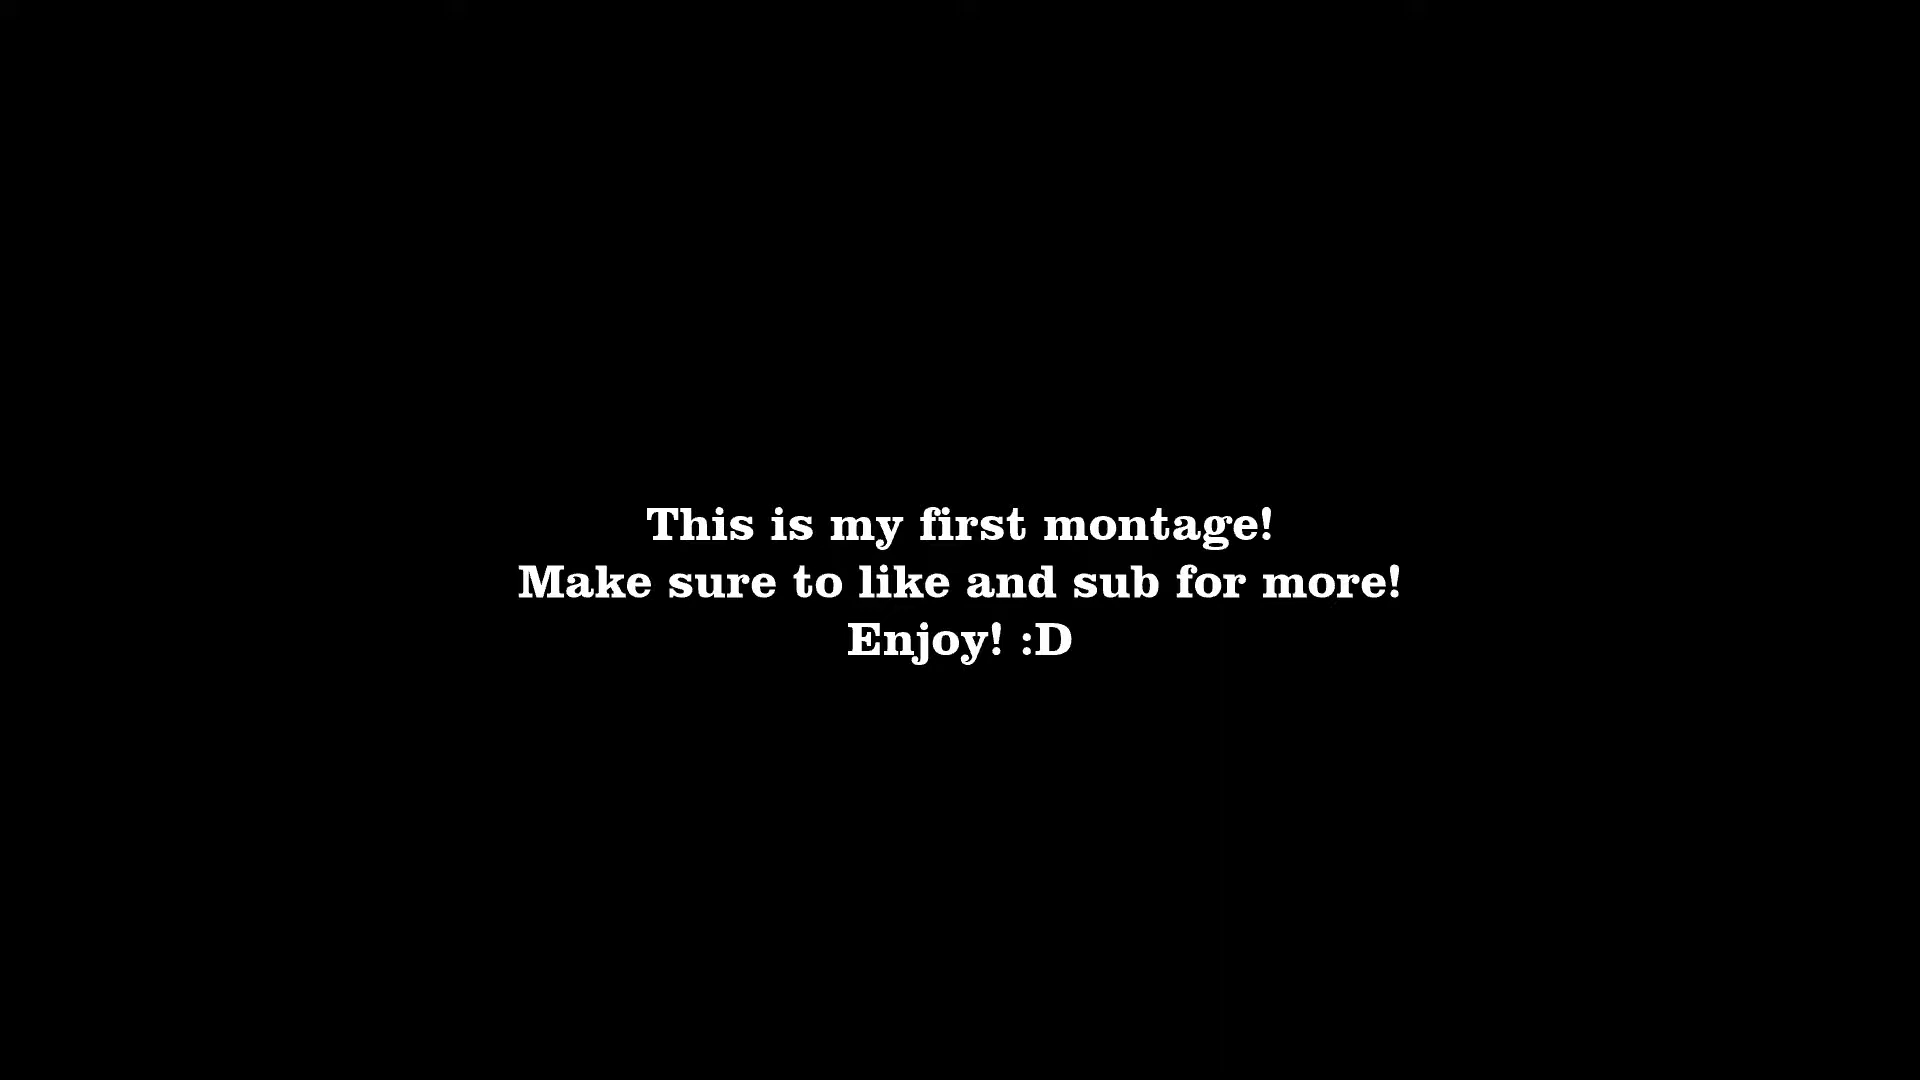 This is my first montage!
Make sure to like and sub for more!
Enjoy! :D